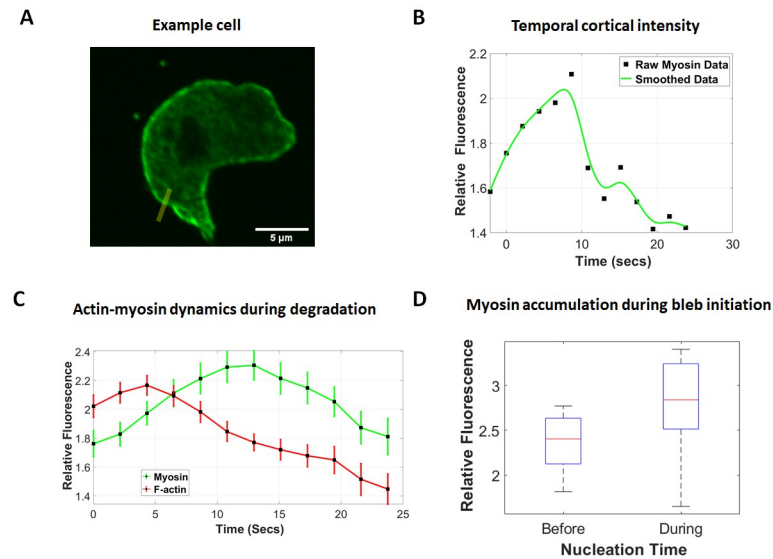 A
Example cell
5 μm
B
Temporal cortical intensity
Relative Fluorescence
2.2
2
1.8
1.6
1.4
0
10
20
30
Time (secs)
Raw Myosin Data
Smoothed Data
C
Actin-myosin dynamics during degradation
Relative Fluorescence
2.4
2.2
2
1.8
1.6
1.4
0
5
10
15
20
25
Time (Secs)
Myosin
F-actin
D
Myosin accumulation during bleb initiation
Relative Fluorescence
3
2.5
2
Before
During
Nucleation Time